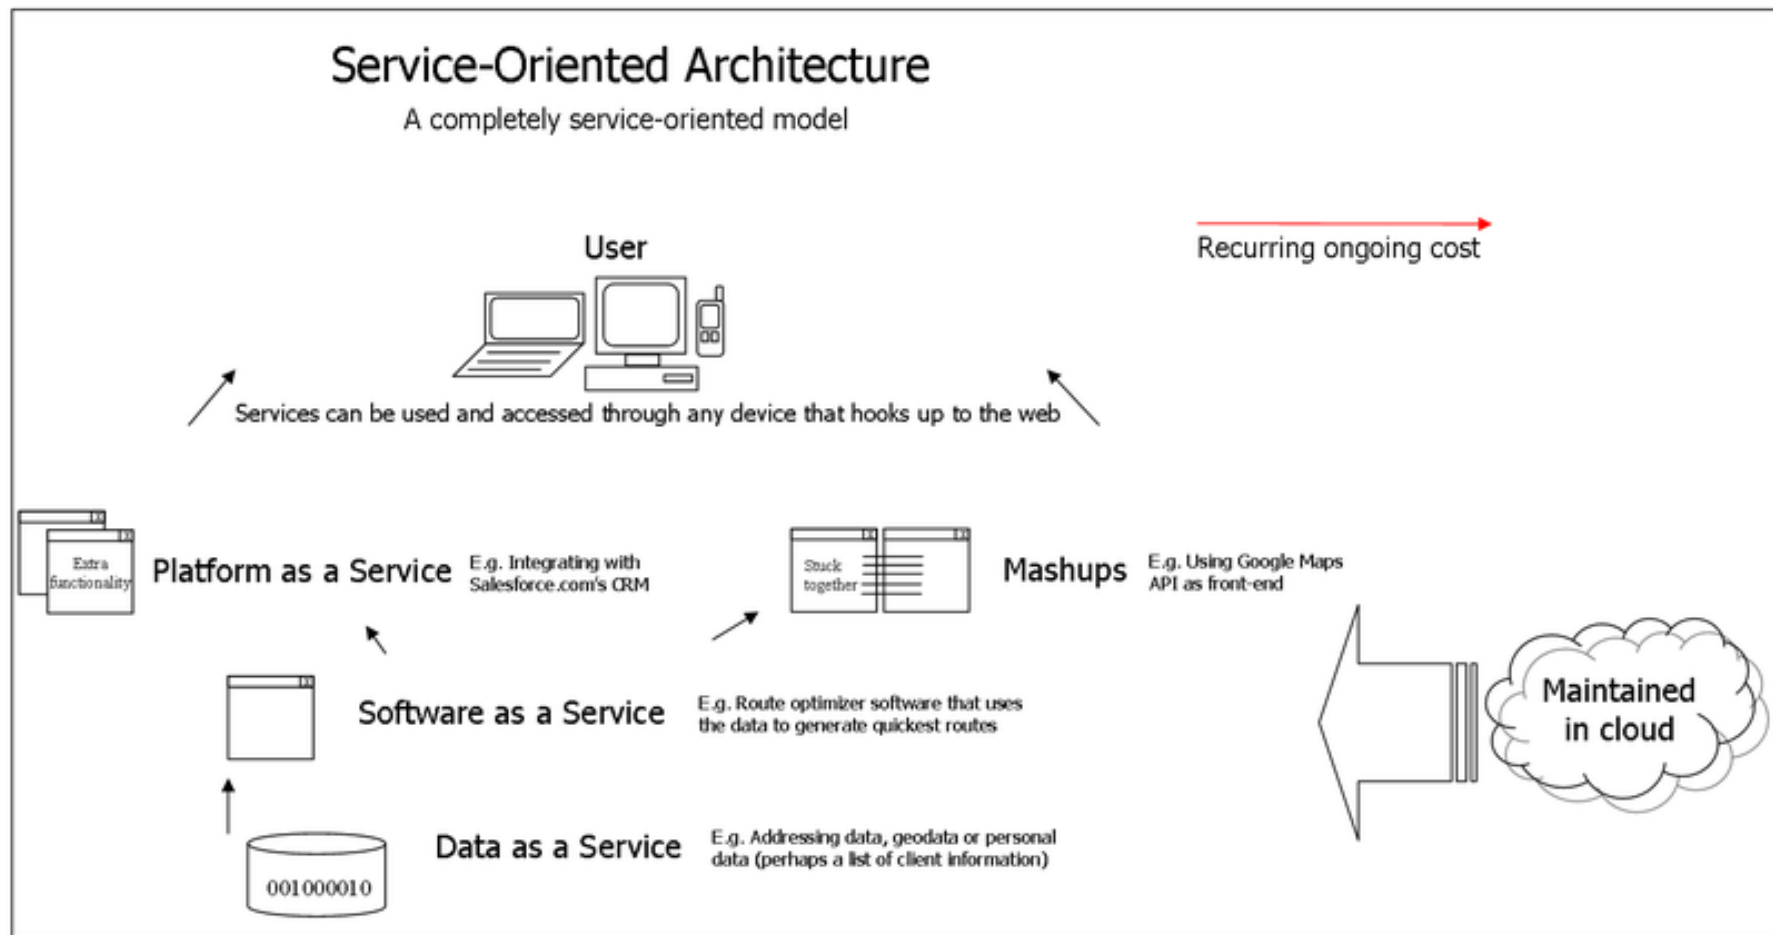 Service-Oriented Architecture
A completely service-oriented model
User
Recurring ongoing cost
Services can be used and accessed through any device that hooks up to the web
Extra
functionality
Platform as a Service
E.g. Integrating with
Salesforce.com's CRM
Stuck
together
Mashups
E.g. Using Google Maps
API as front-end
Software as a Service
E.g. Route optimizer software that uses
the data to generate quickest routes
Maintained
in cloud
Data as a Service
E.g. Addressing data, geodata or personal
data (perhaps a list of client information)
001000010